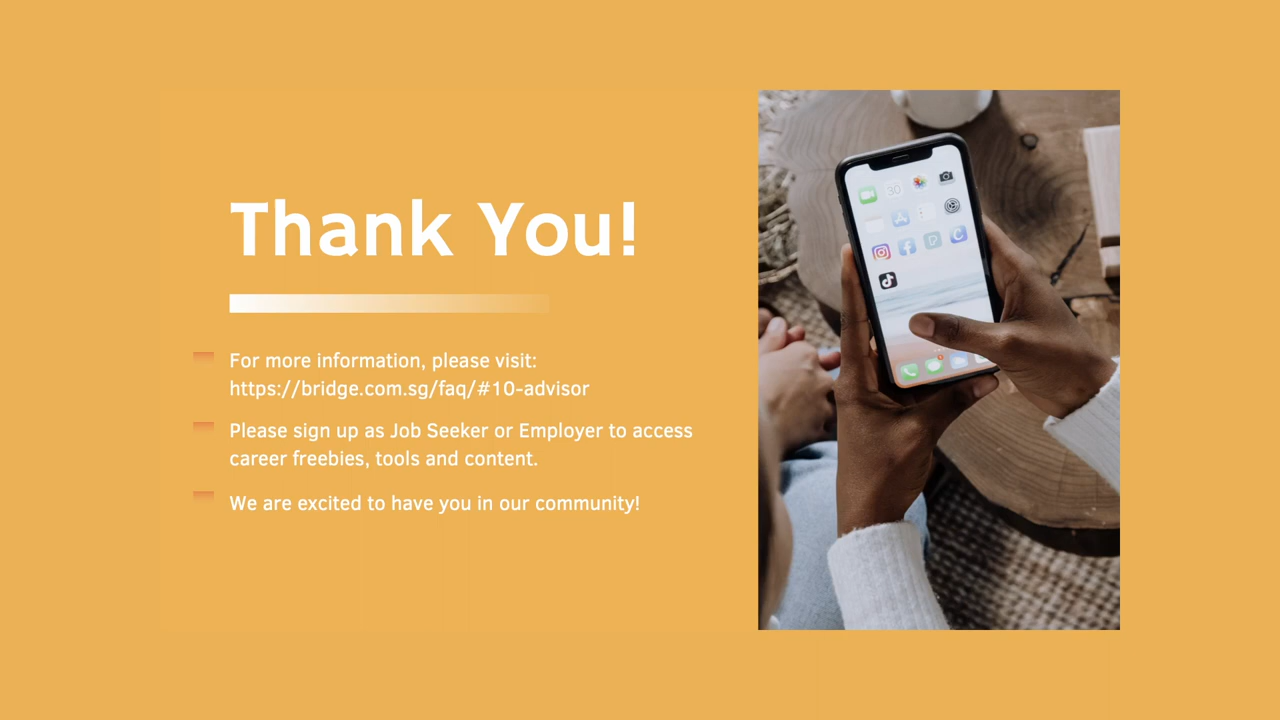 Thank You!
For more information, please visit:
https://bridge.com.sg/faq/#10-advisor
Please sign up as Job Seeker or Employer to access
career freebies, tools and content.
We are excited to have you in our community!
30